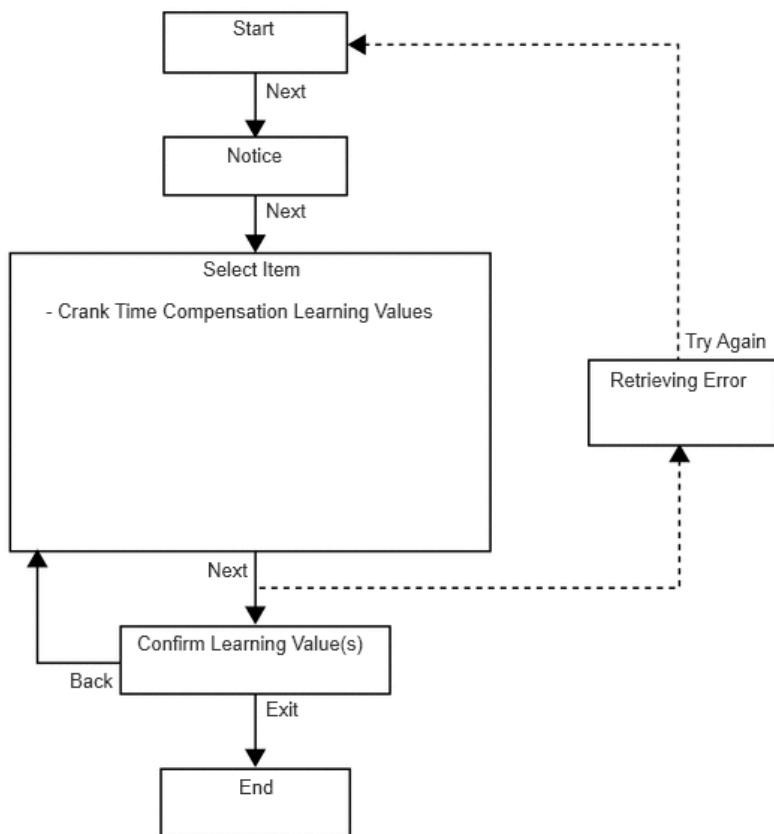 Start
Next
Notice
Next
Select Item
- Crank Time Compensation Learning Values
Try Again
Retrieving Error
Next
Confirm Learning Value(s)
Back
Exit
End